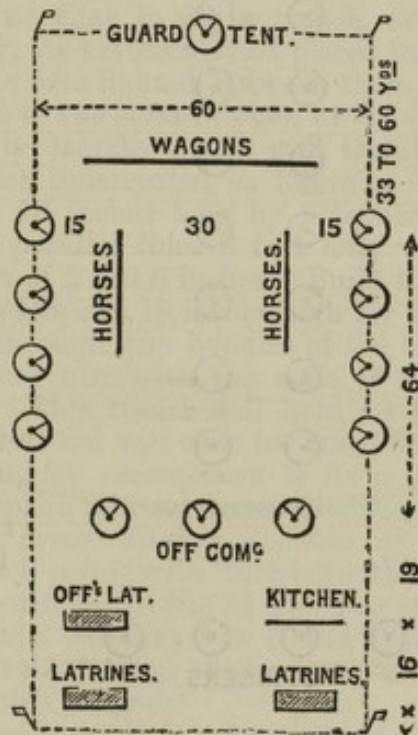 GUARD TENT.
60
33 TO 60 YDS
WAGONS
15 30 15
HORSES
HORSES.
64
OFF COMG
OFFS LAT.
KITCHEN.
19
LATRINES.
LATRINES.
16